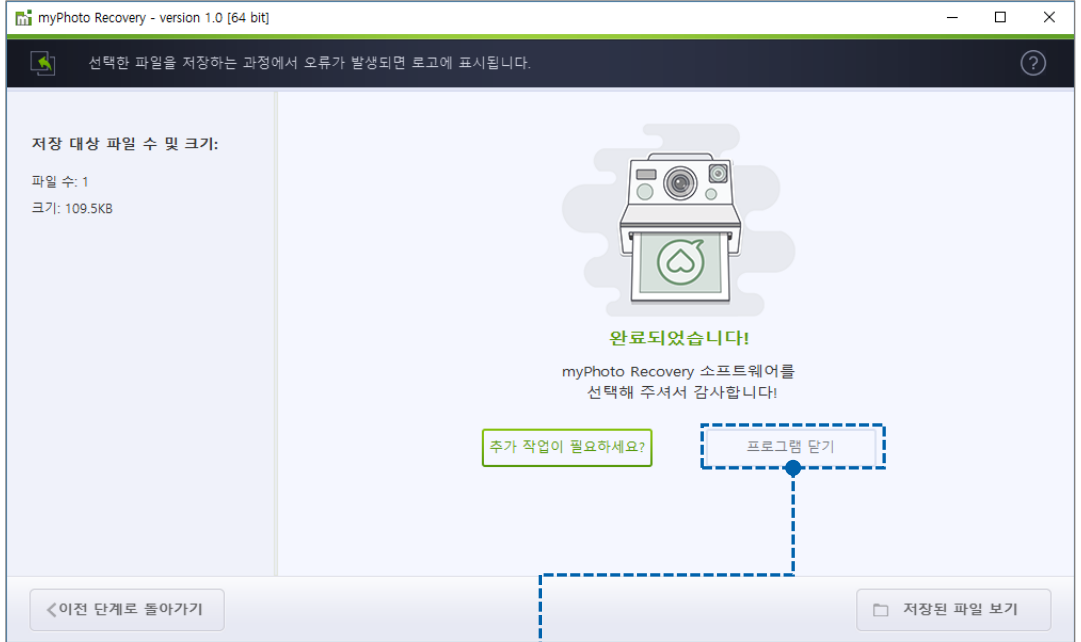 myPhoto Recovery - version 1.0 [64 bit]
선택한 파일을 저장하는 과정에서 오류가 발생되면 로고에 표시됩니다.
저장 대상 파일 수 및 크기:
파일 수: 1
크기: 109.5KB
완료되었습니다!
myPhoto Recovery 소프트웨어를
선택해 주셔서 감사합니다!
추가 작업이 필요하세요?
프로그램 닫기
이전 단계로 돌아가기
저장된 파일 보기